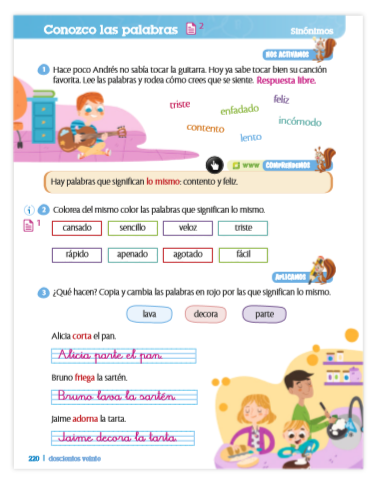 Conozco las palabras 2
Sinónimos
NOS ACTIVAMOS
1 Hace poco Andrés no sabía tocar la guitarra. Hoy ya sabe tocar bien su canción
favorita. Lee las palabras y rodea cómo crees que se siente. Respuesta libre.
triste
enfadado
feliz
contento
lento
incómodo
www COMPRENDEMOS
Hay palabras que significan lo mismo: contento y feliz.
1 2 Colorea del mismo color las palabras que significan lo mismo.
1
cansado sencillo veloz triste
rápido apenado agotado fácil
APLICAMOS
3 ¿Qué hacen? Copia y cambia las palabras en rojo por las que significan lo mismo.
lava decora parte
Alicia corta el pan.
Alicia parte el pan.
Bruno friega la sartén.
Bruno lava la sartén.
Jaime adorna la tarta.
Jaime decora la tarta.
220 | doscientos veinte